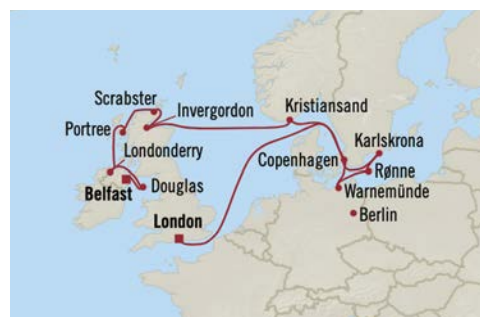 Scrabster
Invergordon
Kristiansand
Portree
Karlskrona
Londonderry
Copenhagen
Rønne
Belfast
Douglas
Warnemünde
London
Berlin